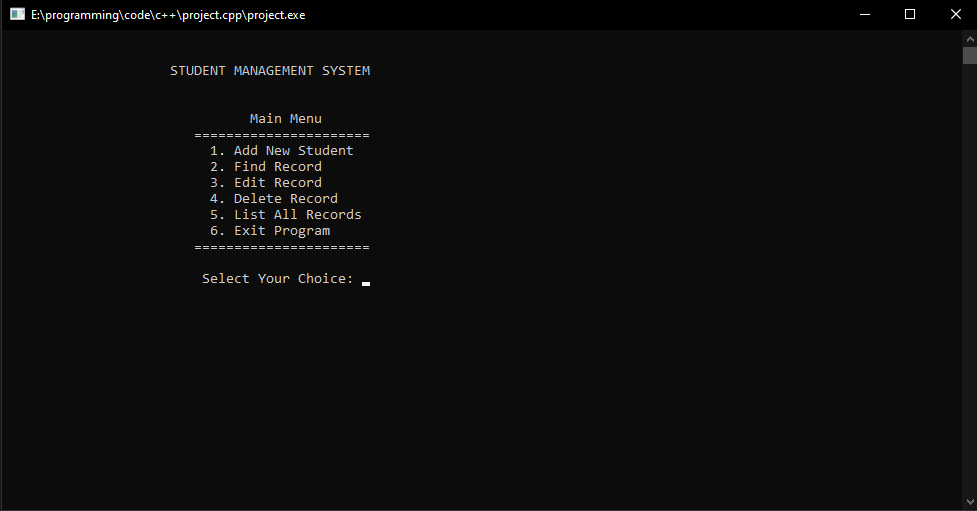 E:\programming\code\c++\project.cpp\project.exe
STUDENT MANAGEMENT SYSTEM
Main Menu
======================
1. Add New Student
2. Find Record
3. Edit Record
4. Delete Record
5. List All Records
6. Exit Program
======================
Select Your Choice: